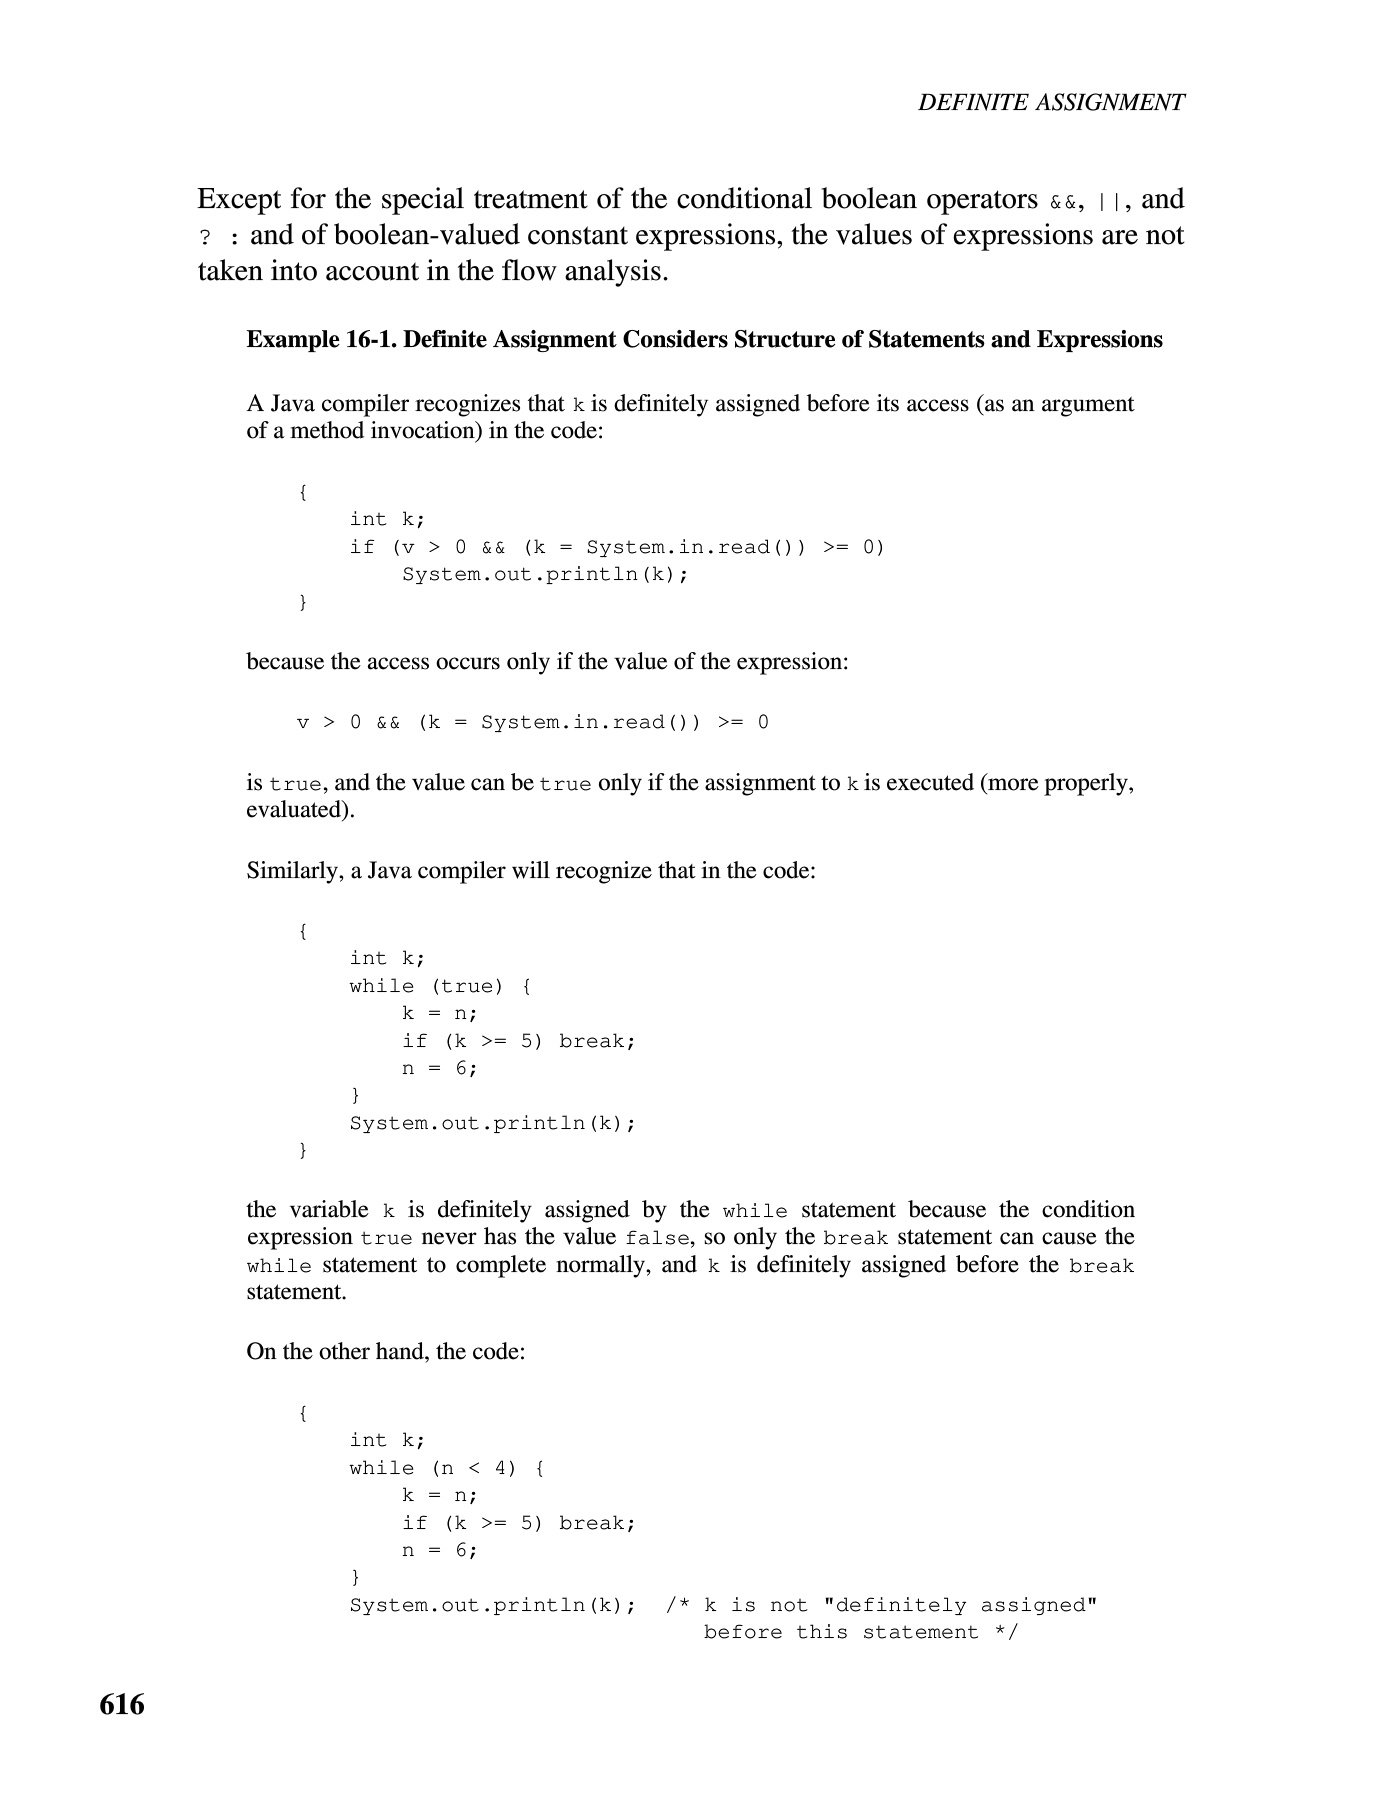 DEFINITE ASSIGNMENT
Except for the special treatment of the conditional boolean operators &&, ||, and
? : and of boolean-valued constant expressions, the values of expressions are not
taken into account in the flow analysis.
Example 16-1. Definite Assignment Considers Structure of Statements and Expressions
A Java compiler recognizes that k is definitely assigned before its access (as an argument
of a method invocation) in the code:
{
    int k;
    if (v > 0 && (k = System.in.read()) >= 0)
        System.out.println(k);
}
because the access occurs only if the value of the expression:
v > 0 && (k = System.in.read()) >= 0
is true, and the value can be true only if the assignment to k is executed (more properly,
evaluated).
Similarly, a Java compiler will recognize that in the code:
{
    int k;
    while (true) {
        k = n;
        if (k >= 5) break;
        n = 6;
    }
    System.out.println(k);
}
the variable k is definitely assigned by the while statement because the condition
expression true never has the value false, so only the break statement can cause the
while statement to complete normally, and k is definitely assigned before the break
statement.
On the other hand, the code:
{
    int k;
    while (n < 4) {
        k = n;
        if (k >= 5) break;
        n = 6;
    }
    System.out.println(k);  /* k is not "definitely assigned"
                               before this statement */
616